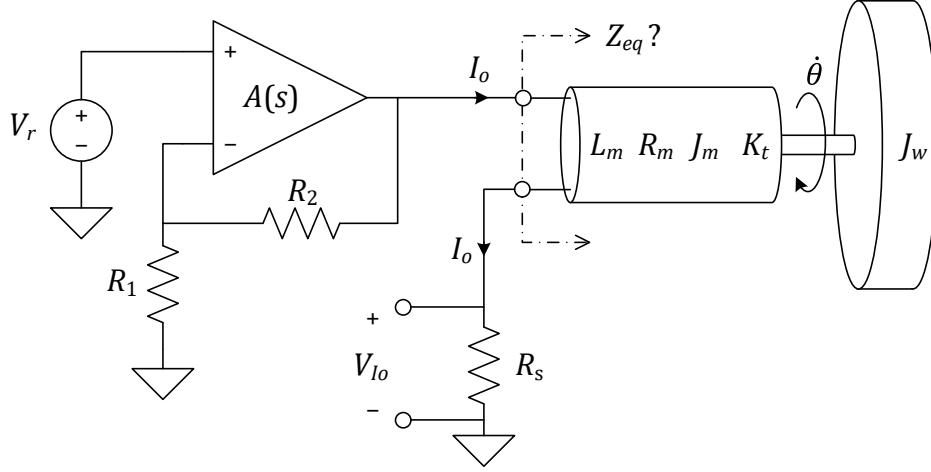 Z_eq ?
I_o
θ̇
+
A(s)
V_r
+
−
−
L_m R_m J_m K_t
J_w
R_2
I_o
R_1
+
V_Io
R_s
−